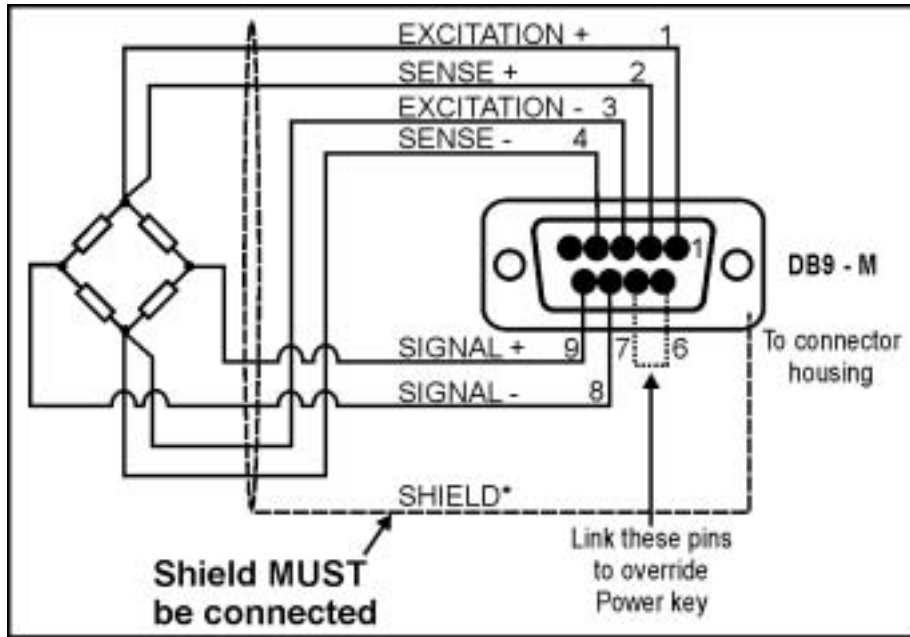 EXCITATION + 1
SENSE + 2
EXCITATION - 3
SENSE - 4
1
DB9 - M
SIGNAL + 9 7 6
To connector
housing
SIGNAL - 8
SHIELD*
Shield MUST
be connected
Link these pins
to override
Power key